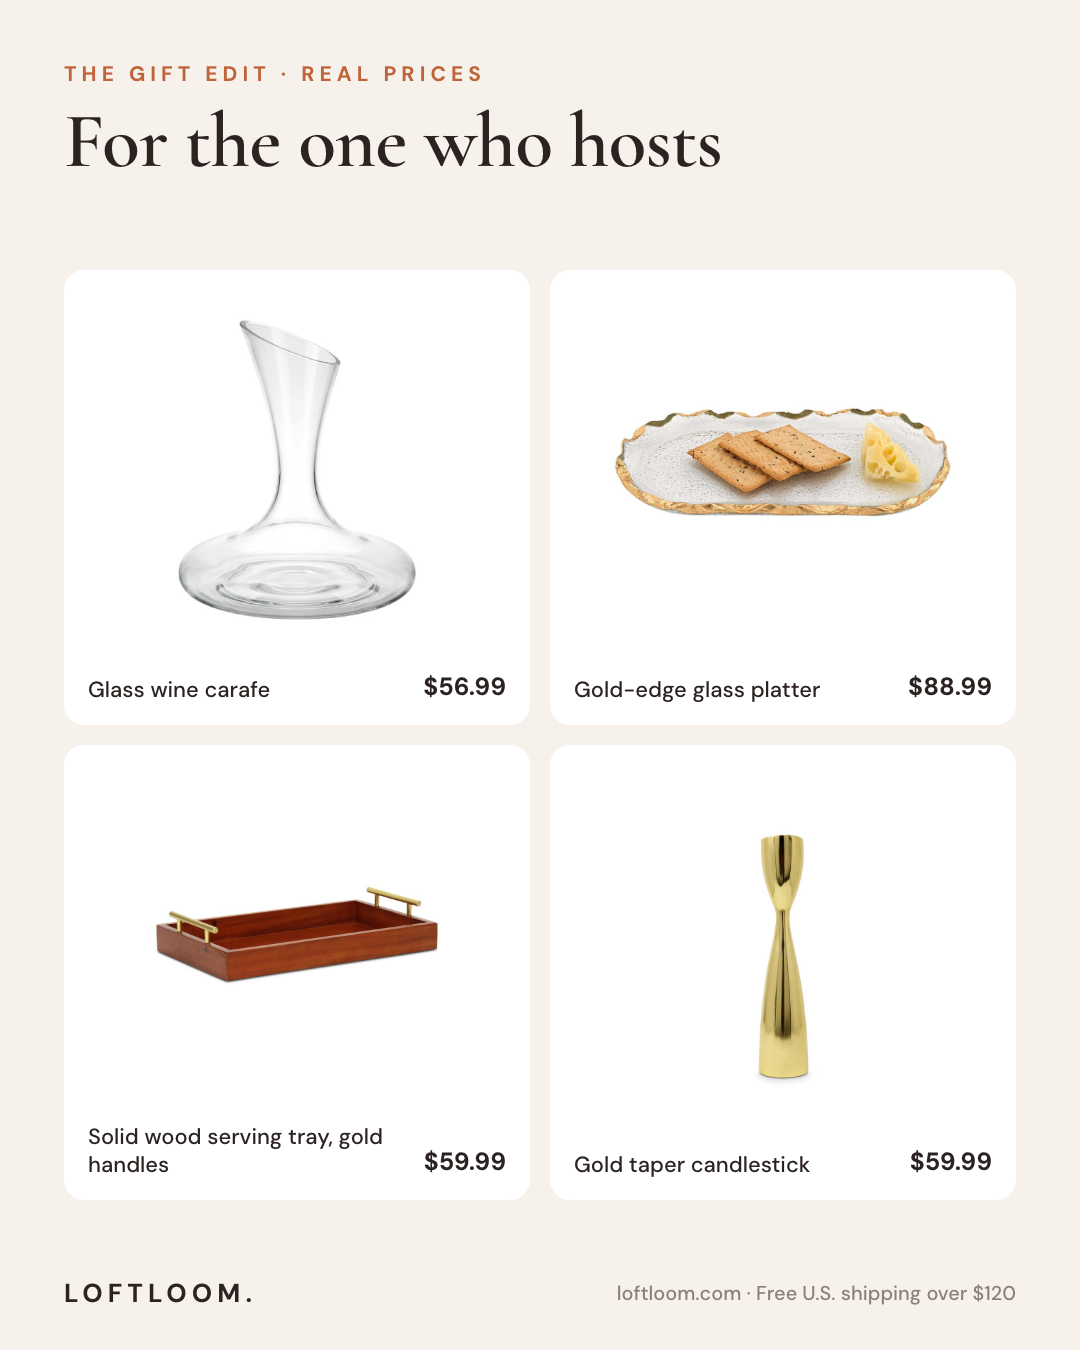 THE GIFT EDIT · REAL PRICES
For the one who hosts
Glass wine carafe $56.99
Gold-edge glass platter $88.99
Solid wood serving tray, gold
handles $59.99
Gold taper candlestick $59.99
LOFTLOOM.
loftloom.com · Free U.S. shipping over $120